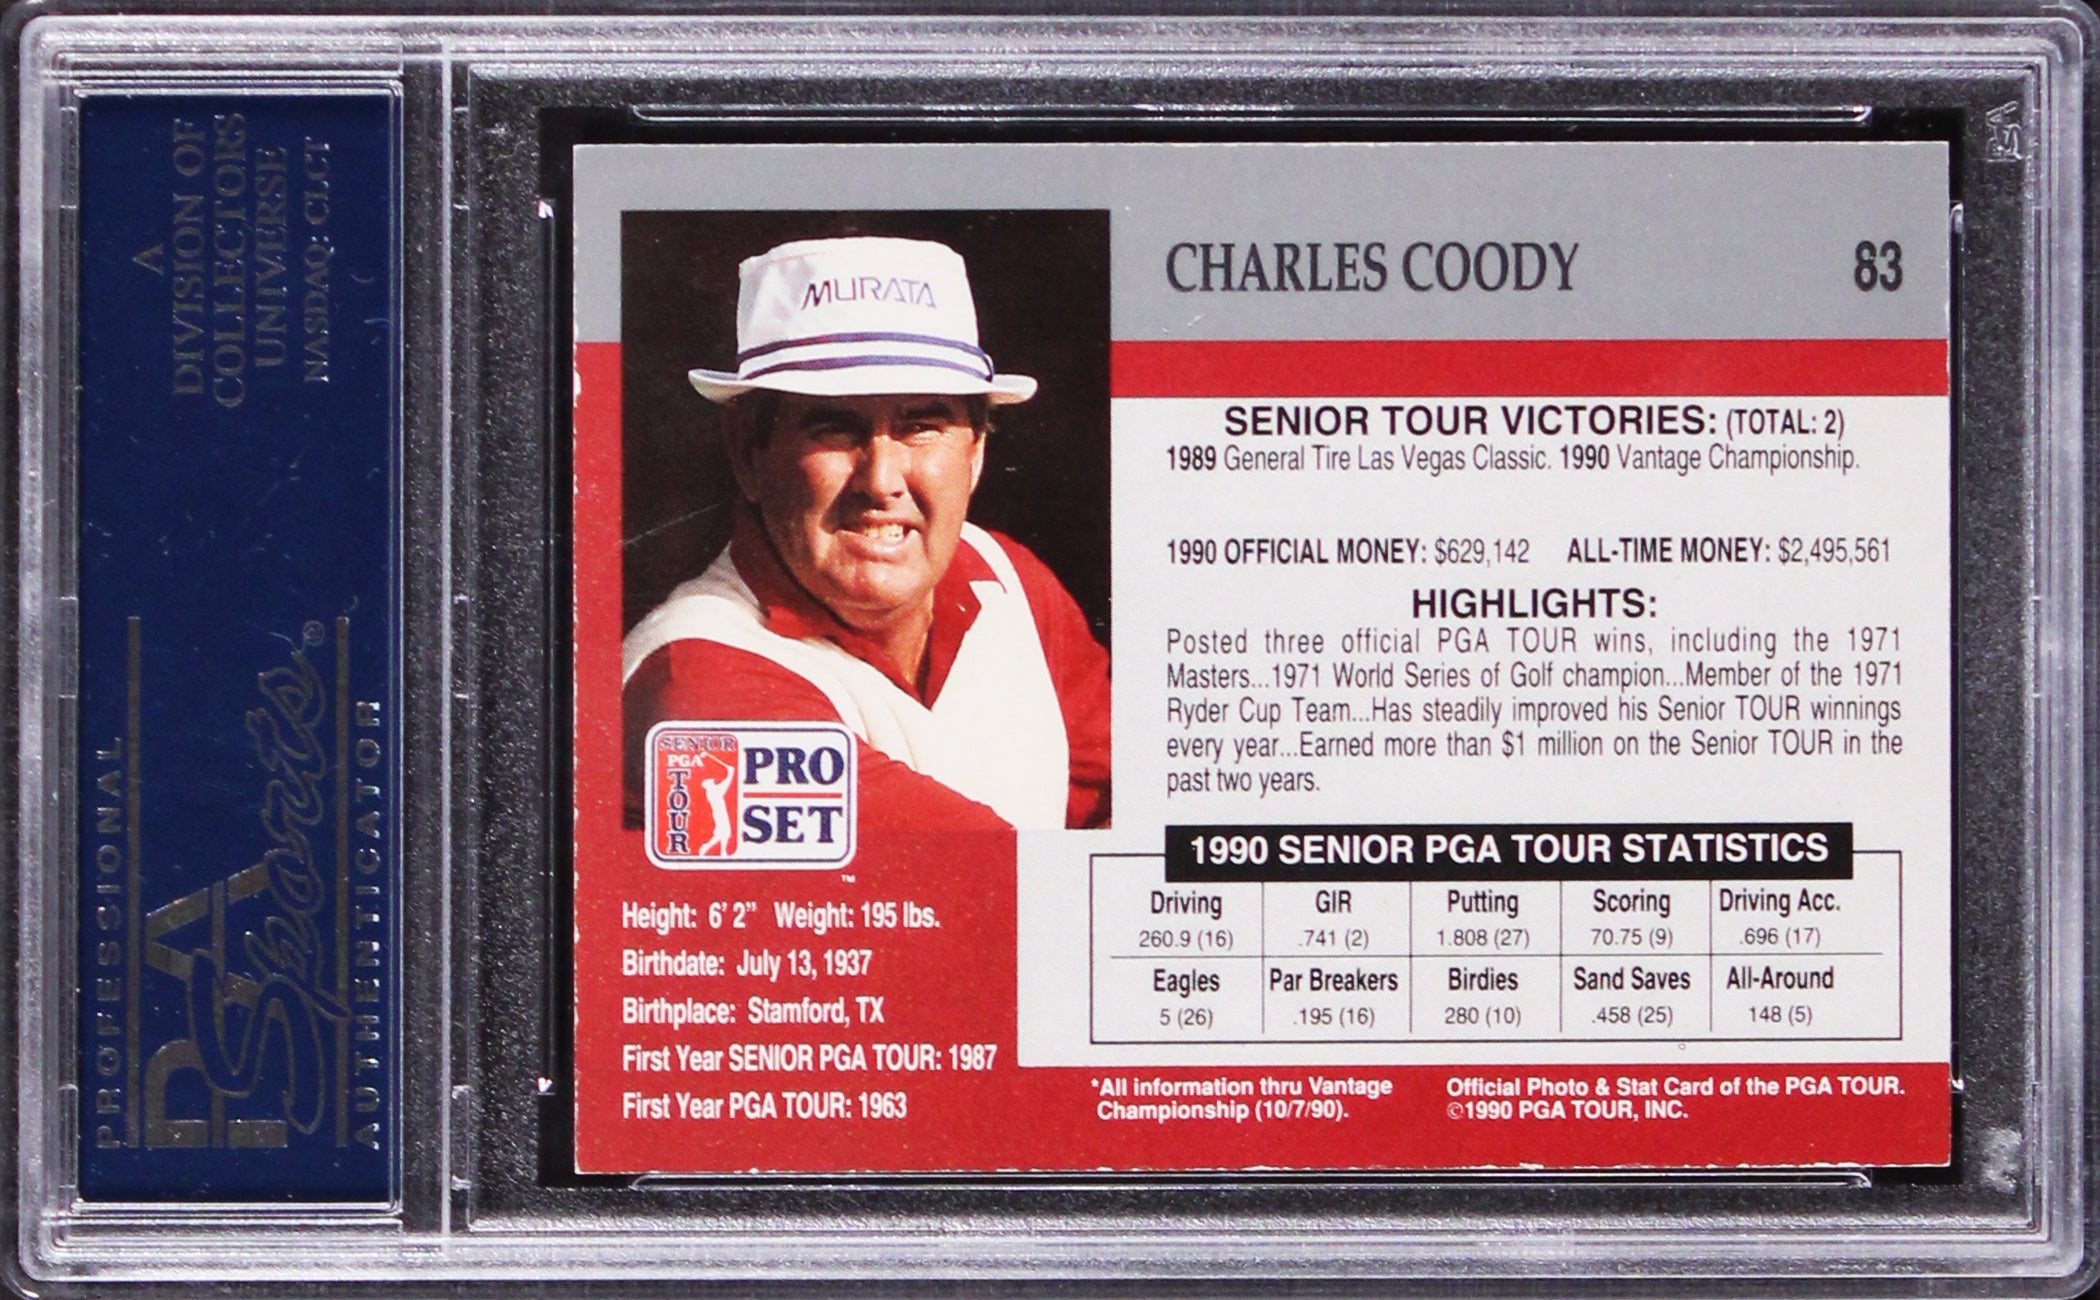 A
DIVISION OF
COLLECTORS
UNIVERSE
NASDAQ: CLCT
PROFESSIONAL
PSA
Sports®
AUTHENTICATOR
PSA
MURATA
CHARLES COODY
83
SENIOR TOUR VICTORIES: (TOTAL: 2)
1989 General Tire Las Vegas Classic. 1990 Vantage Championship.
1990 OFFICIAL MONEY: $629,142 ALL-TIME MONEY: $2,495,561
HIGHLIGHTS:
Posted three official PGA TOUR wins, including the 1971
Masters...1971 World Series of Golf champion...Member of the 1971
Ryder Cup Team...Has steadily improved his Senior TOUR winnings
every year...Earned more than $1 million on the Senior TOUR in the
past two years.
SENIOR
PGA
TOUR
PRO
SET
™
Height: 6' 2" Weight: 195 lbs.
Birthdate: July 13, 1937
Birthplace: Stamford, TX
First Year SENIOR PGA TOUR: 1987
First Year PGA TOUR: 1963
1990 SENIOR PGA TOUR STATISTICS
Driving GIR Putting Scoring Driving Acc.
260.9 (16) .741 (2) 1.808 (27) 70.75 (9) .696 (17)
Eagles Par Breakers Birdies Sand Saves All-Around
5 (26) .195 (16) 280 (10) .458 (25) 148 (5)
*All information thru Vantage
Championship (10/7/90).
Official Photo & Stat Card of the PGA TOUR.
©1990 PGA TOUR, INC.